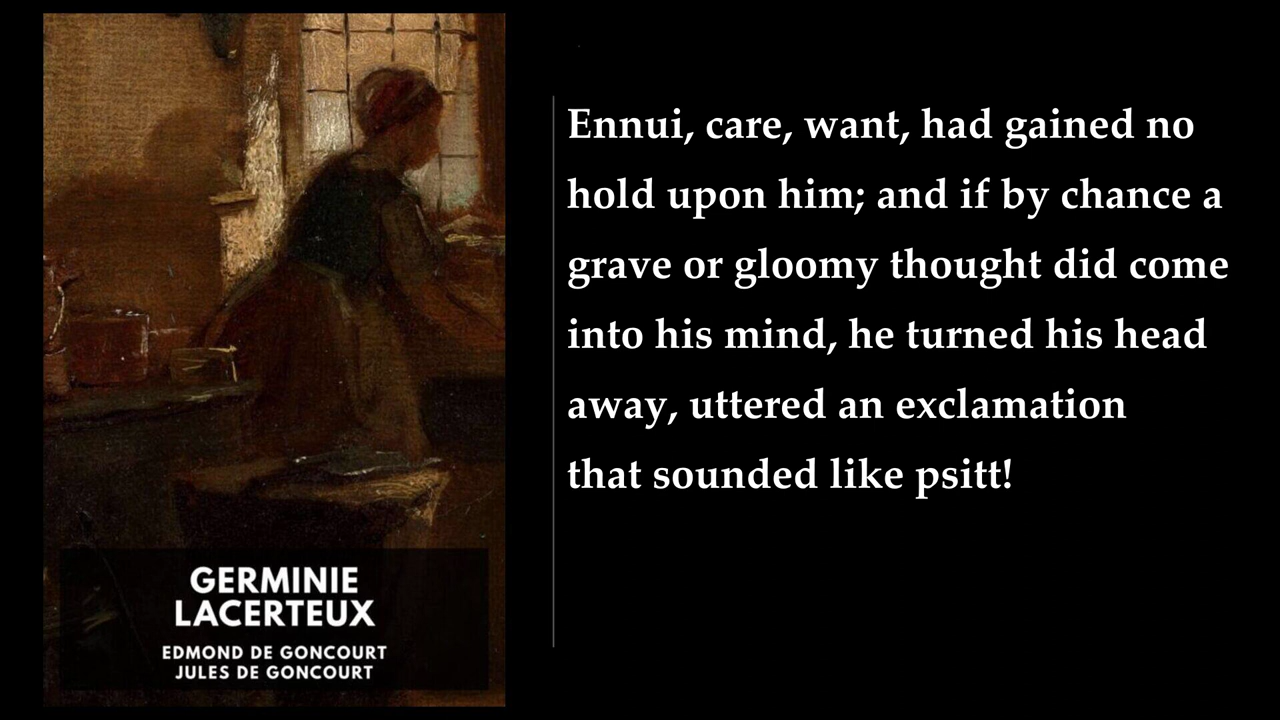 Ennui, care, want, had gained no
hold upon him; and if by chance a
grave or gloomy thought did come
into his mind, he turned his head
away, uttered an exclamation
that sounded like psitt!
GERMINIE
LACERTEUX
EDMOND DE GONCOURT
JULES DE GONCOURT